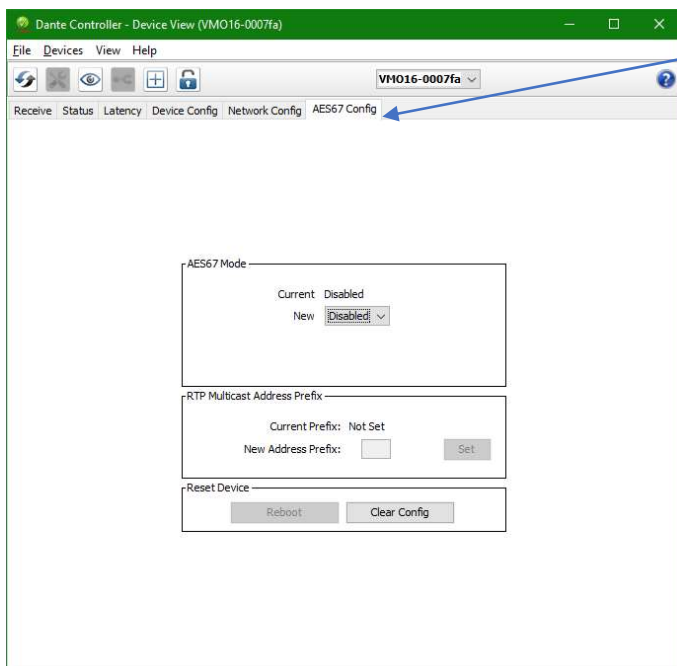 Dante Controller - Device View (VMO16-0007fa)
File Devices View Help
VMO16-0007fa
Receive Status Latency Device Config Network Config AES67 Config
AES67 Mode
Current Disabled
New Disabled
RTP Multicast Address Prefix
Current Prefix: Not Set
New Address Prefix: Set
Reset Device
Reboot Clear Config